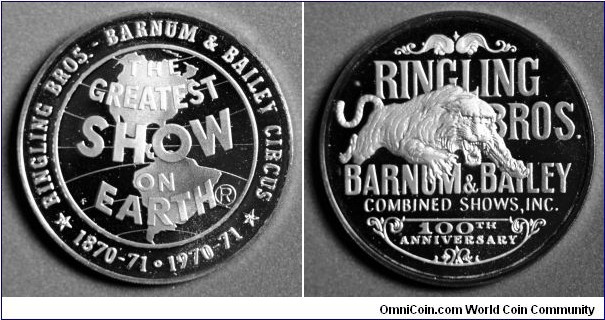 RINGLING BROS. - BARNUM & BAILEY CIRCUS
THE
GREATEST
SHOW
ON
EARTH®
★ 1870-71 • 1970-71 ★
RINGLING
BROS.
BARNUM & BAILEY
COMBINED SHOWS, INC.
100TH
ANNIVERSARY
OmniCoin.com World Coin Community